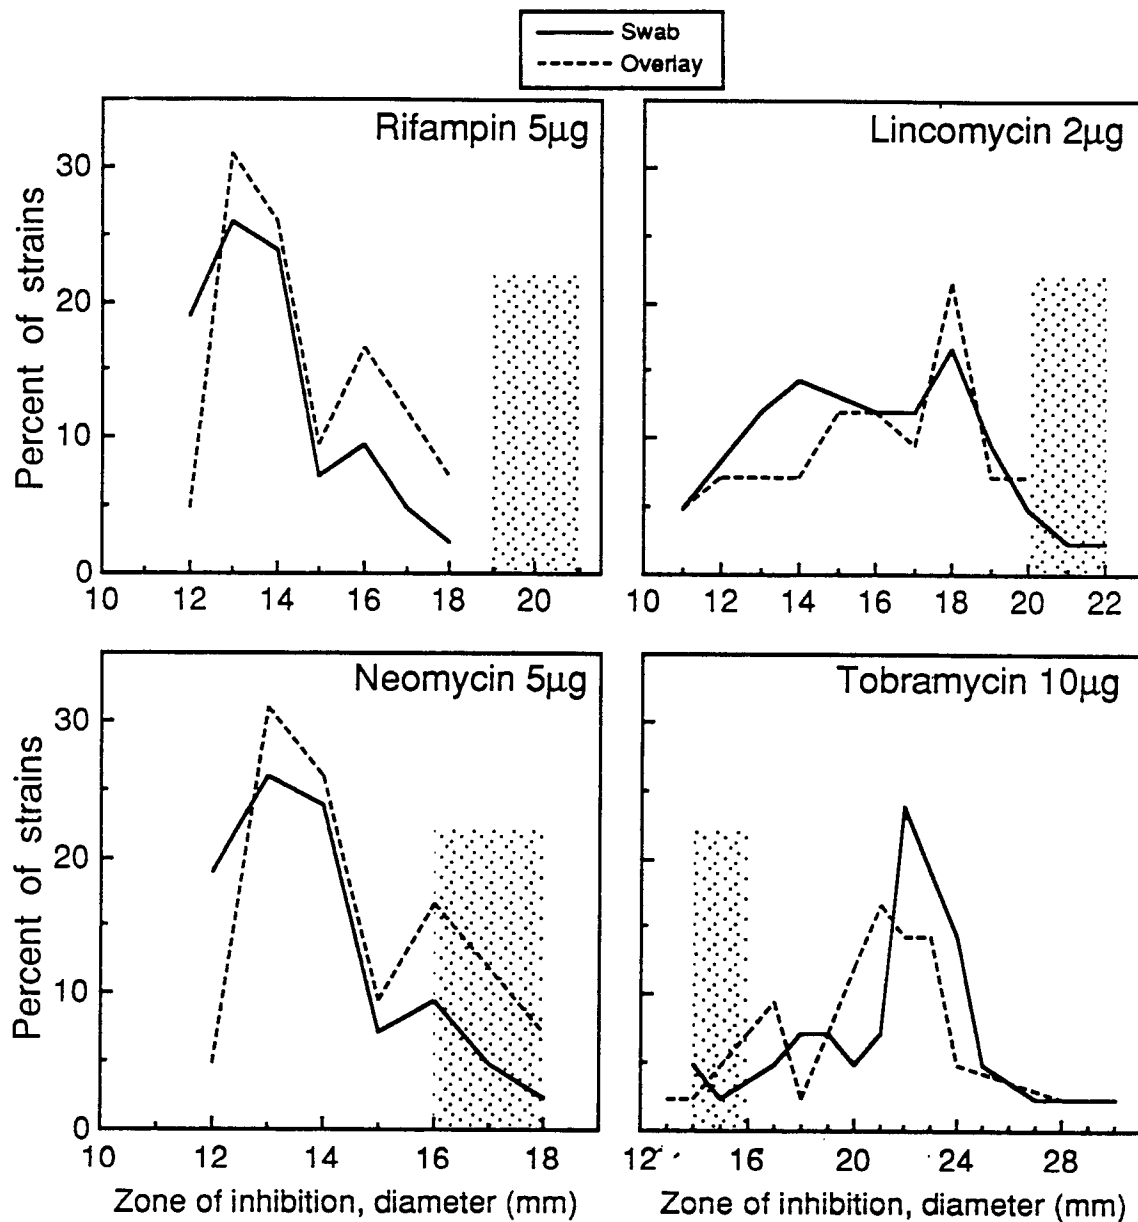 Swab
Overlay
Rifampin 5µg
Lincomycin 2µg
Percent of strains
30
20
10
0
10 12 14 16 18 20
10 12 14 16 18 20 22
Neomycin 5µg
Tobramycin 10µg
Percent of strains
30
20
10
0
10 12 14 16 18
12 16 20 24 28
Zone of inhibition, diameter (mm)
Zone of inhibition, diameter (mm)